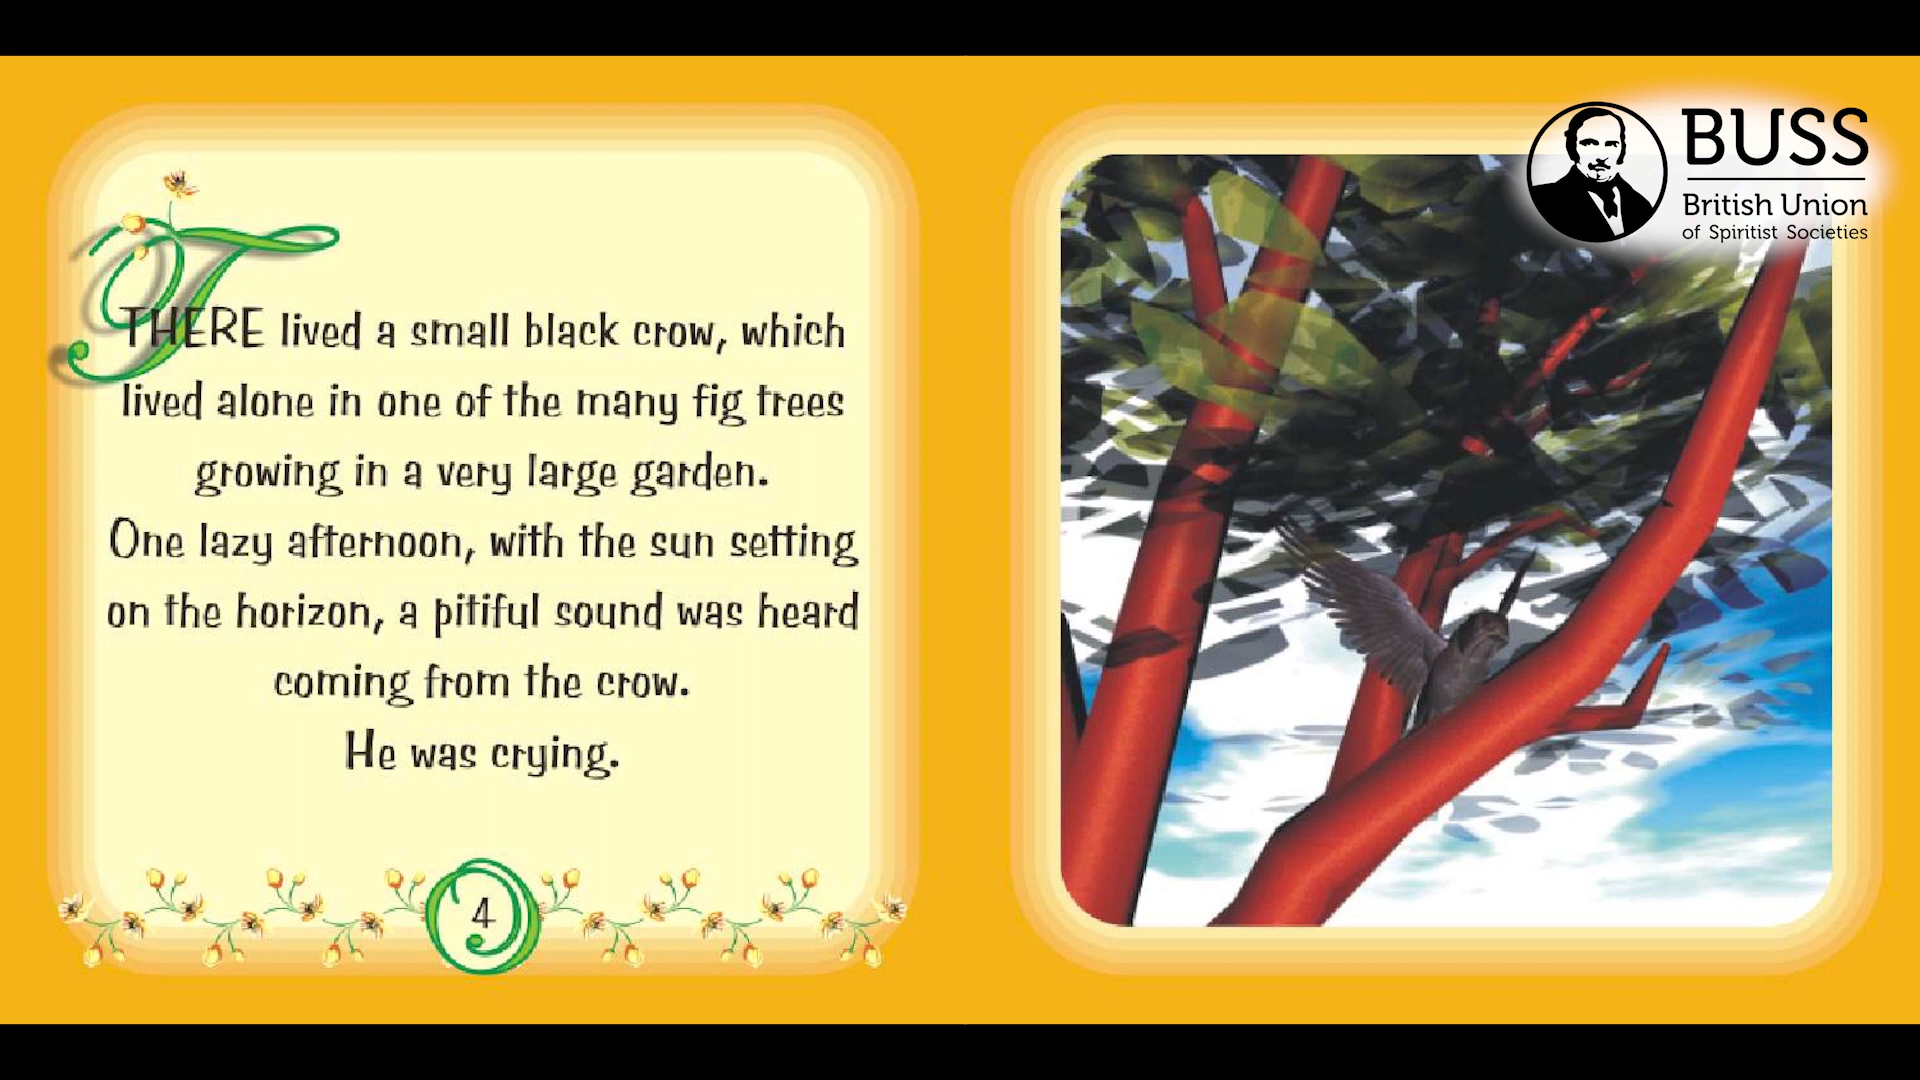 THERE lived a small black crow, which
lived alone in one of the many fig trees
growing in a very large garden.
One lazy afternoon, with the sun setting
on the horizon, a pitiful sound was heard
coming from the crow.
He was crying.
4
BUSS
British Union
of Spiritist Societies